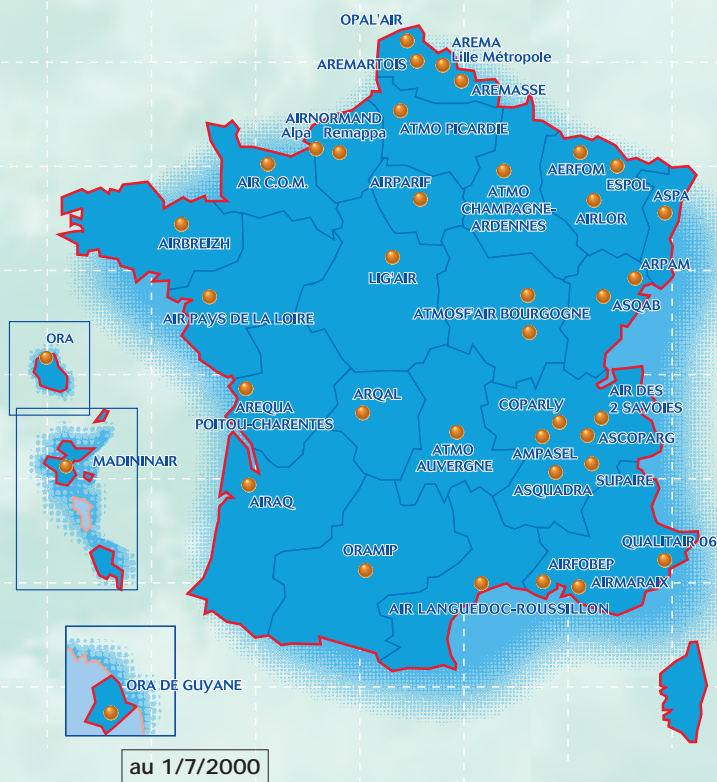 OPAL'AIR
AREMA
Lille Métropole
AREMARTOIS
AREMASSE
AIRNORMAND
Alpa Remappa
ATMO PICARDIE
AIR C.O.M.
AIRPARIF
ATMO
CHAMPAGNE-
ARDENNES
AERFOM
ESPOL
ASPA
AIRLOR
AIRBREIZH
LIG'AIR
ARPAM
AIR PAYS DE LA LOIRE
ATMOSF'AIR BOURGOGNE
ASQAB
ORA
AREQUA
POITOU-CHARENTES
ARQAL
COPARLY
AIR DES
2 SAVOIES
ATMO
AUVERGNE
AMPASEL
ASCOPARG
MADININAIR
ASQUADRA
SUPAIRE
AIRAQ
QUALITAIR 06
ORAMIP
AIRFOBEP
AIRMARAIX
AIR LANGUEDOC-ROUSSILLON
ORA DE GUYANE
au 1/7/2000